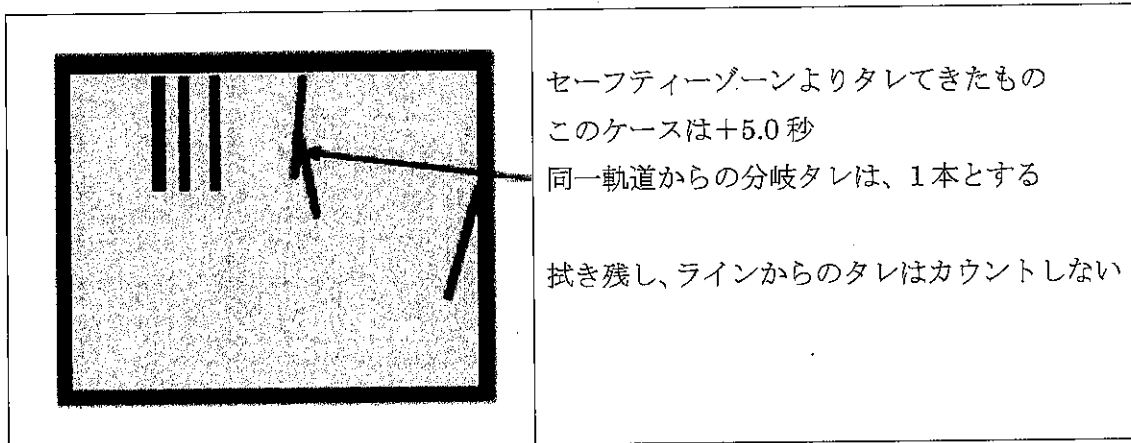 セーフティーゾーンよりタレてきたもの
このケースは＋5.0 秒
同一軌道からの分岐タレは、１本とする
拭き残し、ラインからのタレはカウントしない